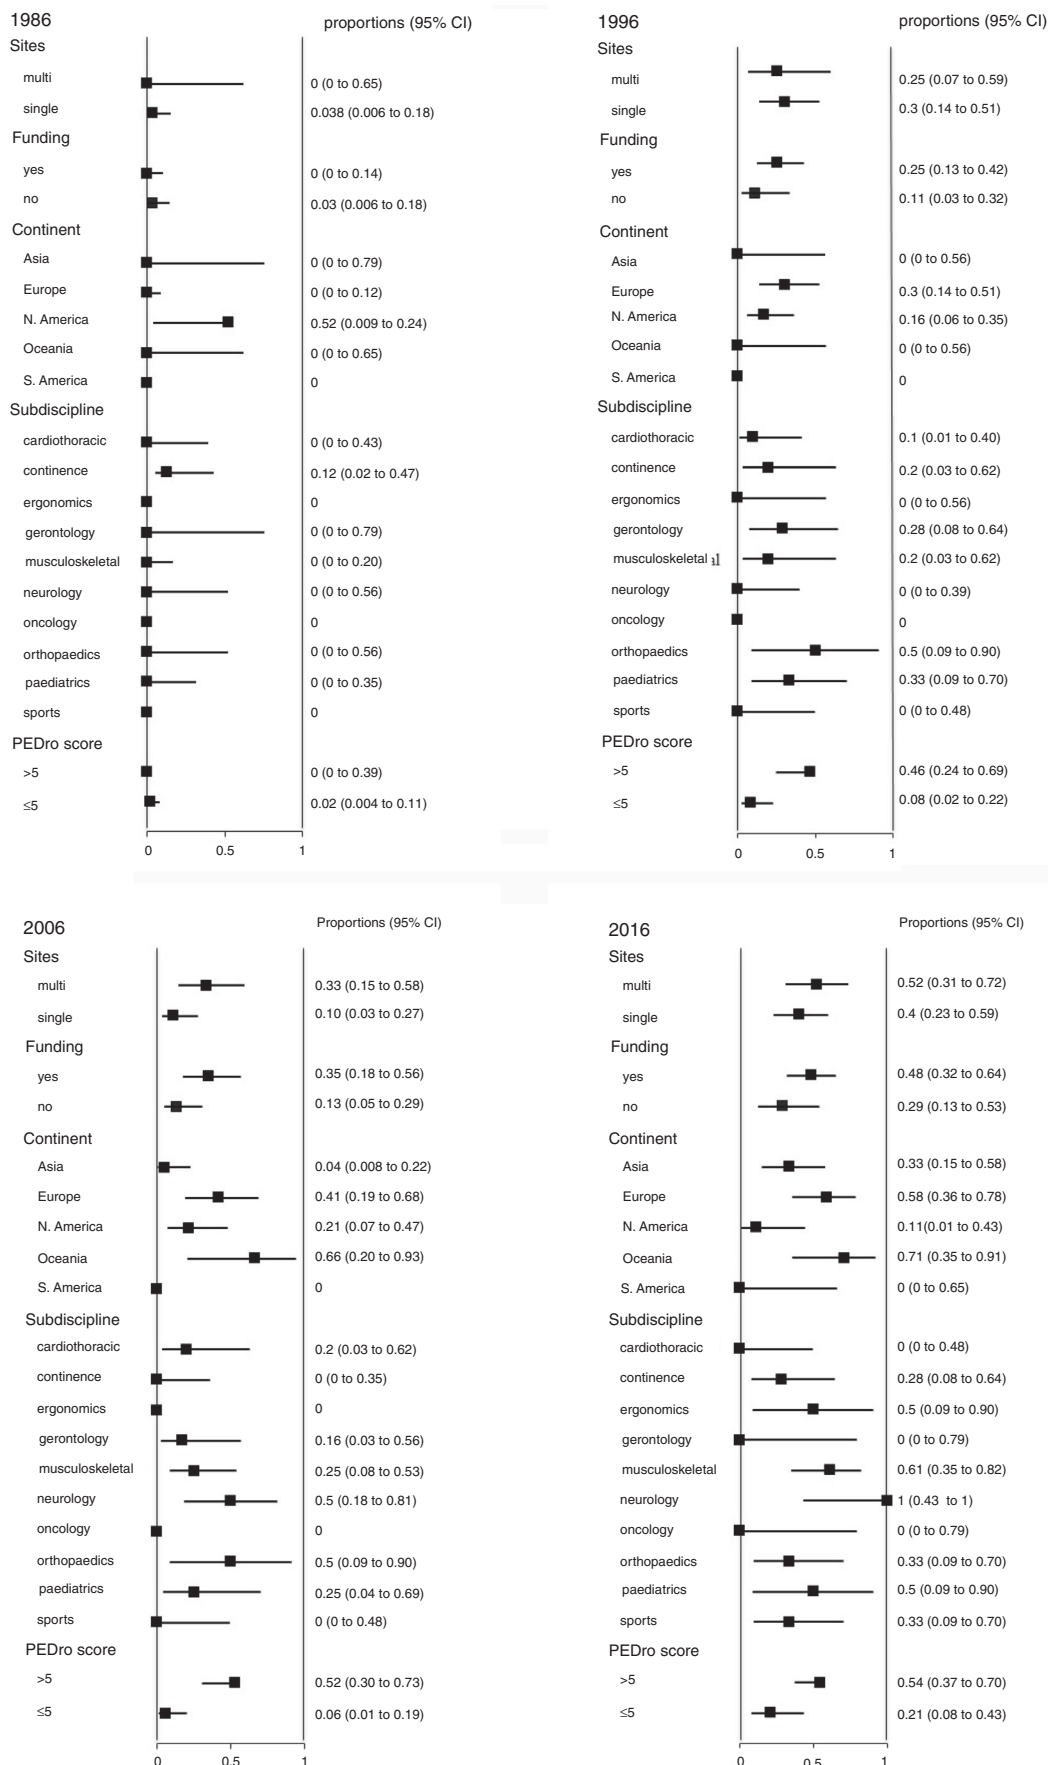 1986
proportions (95% CI)
Sites
multi 0 (0 to 0.65)
single 0.038 (0.006 to 0.18)
Funding
yes 0 (0 to 0.14)
no 0.03 (0.006 to 0.18)
Continent
Asia 0 (0 to 0.79)
Europe 0 (0 to 0.12)
N. America 0.52 (0.009 to 0.24)
Oceania 0 (0 to 0.65)
S. America 0
Subdiscipline
cardiothoracic 0 (0 to 0.43)
continence 0.12 (0.02 to 0.47)
ergonomics 0
gerontology 0 (0 to 0.79)
musculoskeletal 0 (0 to 0.20)
neurology 0 (0 to 0.56)
oncology 0
orthopaedics 0 (0 to 0.56)
paediatrics 0 (0 to 0.35)
sports 0
PEDro score
>5 0 (0 to 0.39)
≤5 0.02 (0.004 to 0.11)
0 0.5 1
1996
proportions (95% CI)
Sites
multi 0.25 (0.07 to 0.59)
single 0.3 (0.14 to 0.51)
Funding
yes 0.25 (0.13 to 0.42)
no 0.11 (0.03 to 0.32)
Continent
Asia 0 (0 to 0.56)
Europe 0.3 (0.14 to 0.51)
N. America 0.16 (0.06 to 0.35)
Oceania 0 (0 to 0.56)
S. America 0
Subdiscipline
cardiothoracic 0.1 (0.01 to 0.40)
continence 0.2 (0.03 to 0.62)
ergonomics 0 (0 to 0.56)
gerontology 0.28 (0.08 to 0.64)
musculoskeletal al 0.2 (0.03 to 0.62)
neurology 0 (0 to 0.39)
oncology 0
orthopaedics 0.5 (0.09 to 0.90)
paediatrics 0.33 (0.09 to 0.70)
sports 0 (0 to 0.48)
PEDro score
>5 0.46 (0.24 to 0.69)
≤5 0.08 (0.02 to 0.22)
0 0.5 1
2006
Proportions (95% CI)
Sites
multi 0.33 (0.15 to 0.58)
single 0.10 (0.03 to 0.27)
Funding
yes 0.35 (0.18 to 0.56)
no 0.13 (0.05 to 0.29)
Continent
Asia 0.04 (0.008 to 0.22)
Europe 0.41 (0.19 to 0.68)
N. America 0.21 (0.07 to 0.47)
Oceania 0.66 (0.20 to 0.93)
S. America 0
Subdiscipline
cardiothoracic 0.2 (0.03 to 0.62)
continence 0 (0 to 0.35)
ergonomics 0
gerontology 0.16 (0.03 to 0.56)
musculoskeletal 0.25 (0.08 to 0.53)
neurology 0.5 (0.18 to 0.81)
oncology 0
orthopaedics 0.5 (0.09 to 0.90)
paediatrics 0.25 (0.04 to 0.69)
sports 0 (0 to 0.48)
PEDro score
>5 0.52 (0.30 to 0.73)
≤5 0.06 (0.01 to 0.19)
0 0.5 1
2016
Proportions (95% CI)
Sites
multi 0.52 (0.31 to 0.72)
single 0.4 (0.23 to 0.59)
Funding
yes 0.48 (0.32 to 0.64)
no 0.29 (0.13 to 0.53)
Continent
Asia 0.33 (0.15 to 0.58)
Europe 0.58 (0.36 to 0.78)
N. America 0.11(0.01 to 0.43)
Oceania 0.71 (0.35 to 0.91)
S. America 0 (0 to 0.65)
Subdiscipline
cardiothoracic 0 (0 to 0.48)
continence 0.28 (0.08 to 0.64)
ergonomics 0.5 (0.09 to 0.90)
gerontology 0 (0 to 0.79)
musculoskeletal 0.61 (0.35 to 0.82)
neurology 1 (0.43 to 1)
oncology 0 (0 to 0.79)
orthopaedics 0.33 (0.09 to 0.70)
paediatrics 0.5 (0.09 to 0.90)
sports 0.33 (0.09 to 0.70)
PEDro score
>5 0.54 (0.37 to 0.70)
≤5 0.21 (0.08 to 0.43)
0 0.5 1